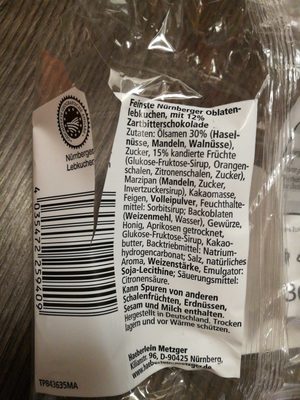 Nürnberger
Lebkuchen
Feinste Nürnberger Oblaten-
lebkuchen, mit 12%
Zartbitterschokolade
Zutaten: Ölsamen 30% (Hasel-
nüsse, Mandeln, Walnüsse),
Zucker, 15% kandierte Früchte
(Glukose-Fruktose-Sirup, Orangen-
schalen, Zitronenschalen, Zucker),
Marzipan (Mandeln, Zucker,
Invertzuckersirup), Kakaomasse,
Feigen, Volleipulver, Feuchthalte-
mittel: Sorbitsirup; Backoblaten
(Weizenmehl, Wasser), Gewürze,
Honig, Aprikosen getrocknet,
Glukose-Fruktose-Sirup, Kakao-
butter, Backtriebmittel: Natrium-
hydrogencarbonat; Salz, natürliches
Aroma, Weizenstärke, Emulgator:
Soja-Lecithine; Säuerungsmittel:
Citronensäure.
Kann Spuren von anderen
Schalenfrüchten, Erdnüssen,
Sesam und Milch enthalten.
Hergestellt in Deutschland. Trocken
lagern und vor Wärme schützen.
Haeberlein Metzger
Kilianstr. 96, D-90425 Nürnberg,
TPB43635MA